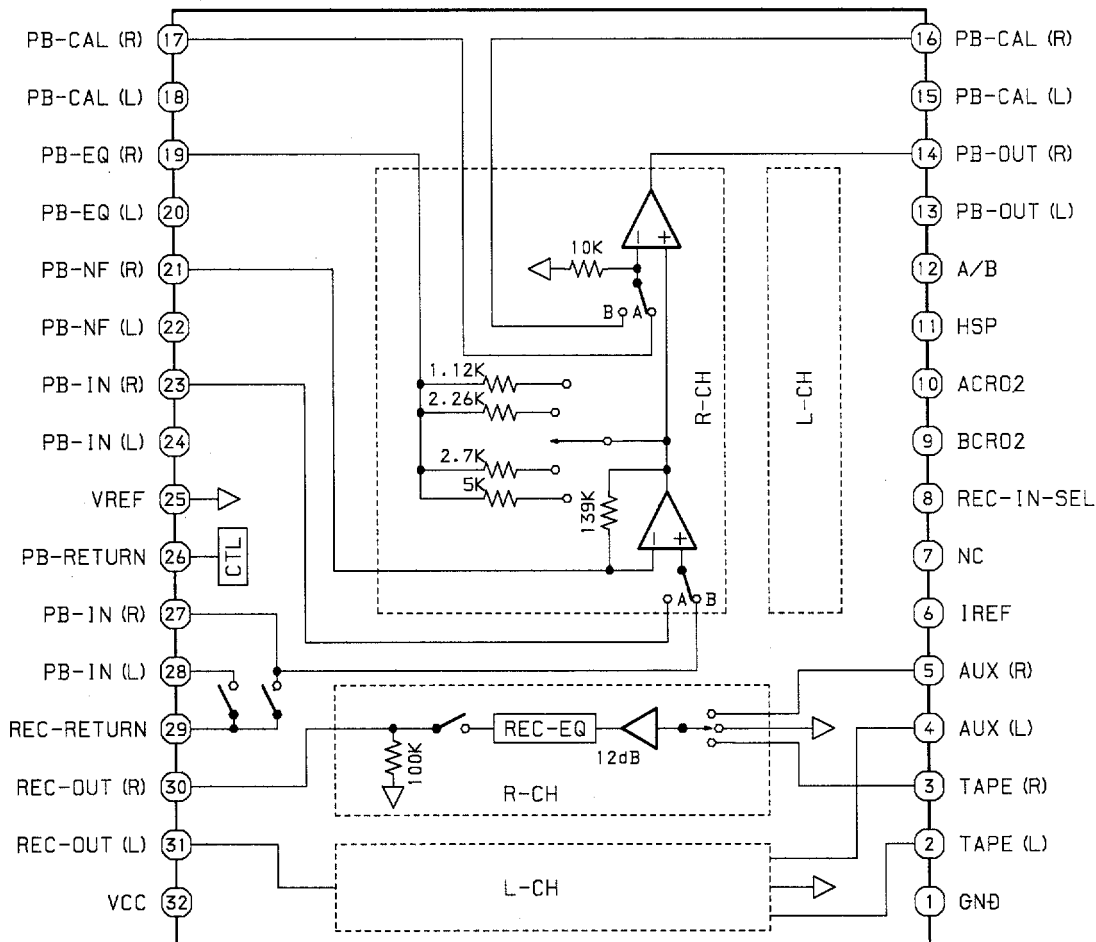 PB-CAL (R) 17
16 PB-CAL (R)
PB-CAL (L) 18
15 PB-CAL (L)
PB-EQ (R) 19
14 PB-OUT (R)
PB-EQ (L) 20
13 PB-OUT (L)
PB-NF (R) 21
12 A/B
PB-NF (L) 22
11 HSP
PB-IN (R) 23
10 ACRO2
PB-IN (L) 24
9 BCRO2
VREF 25
8 REC-IN-SEL
PB-RETURN 26
7 NC
PB-IN (R) 27
6 IREF
PB-IN (L) 28
5 AUX (R)
REC-RETURN 29
4 AUX (L)
REC-OUT (R) 30
3 TAPE (R)
REC-OUT (L) 31
2 TAPE (L)
VCC 32
1 GND
CTL
10K
- +
B A
1.12K
2.26K
2.7K
5K
139K
- +
A B
R-CH
L-CH
REC-EQ
12dB
100K
R-CH
L-CH